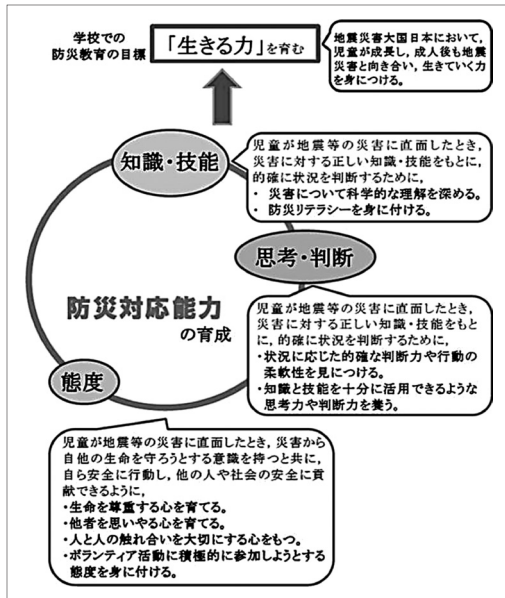 学校での
防災教育の目標
「生きる力」を育む
地震災害大国日本において,
児童が成長し,成人後も地震
災害と向き合い,生きていく力
を身につける。
知識・技能
児童が地震等の災害に直面したとき,
災害に対する正しい知識・技能をもとに,
的確に状況を判断するために,
・ 災害について科学的な理解を深める。
・ 防災リテラシーを身に付ける。
思考・判断
児童が地震等の災害に直面したとき,
災害に対する正しい知識・技能をもと
に,的確に状況を判断するために,
・状況に応じた的確な判断力や行動の
柔軟性を見につける。
・知識と技能を十分に活用できるような
思考力や判断力を養う。
防災対応能力
の育成
態度
児童が地震等の災害に直面したとき,災害から
自他の生命を守ろうとする意識を持つと共に,
自ら安全に行動し,他の人や社会の安全に貢
献できるように,
・生命を尊重する心を育てる。
・他者を思いやる心を育てる。
・人と人の触れ合いを大切にする心をもつ。
・ボランティア活動に積極的に参加しようとする
態度を身に付ける。